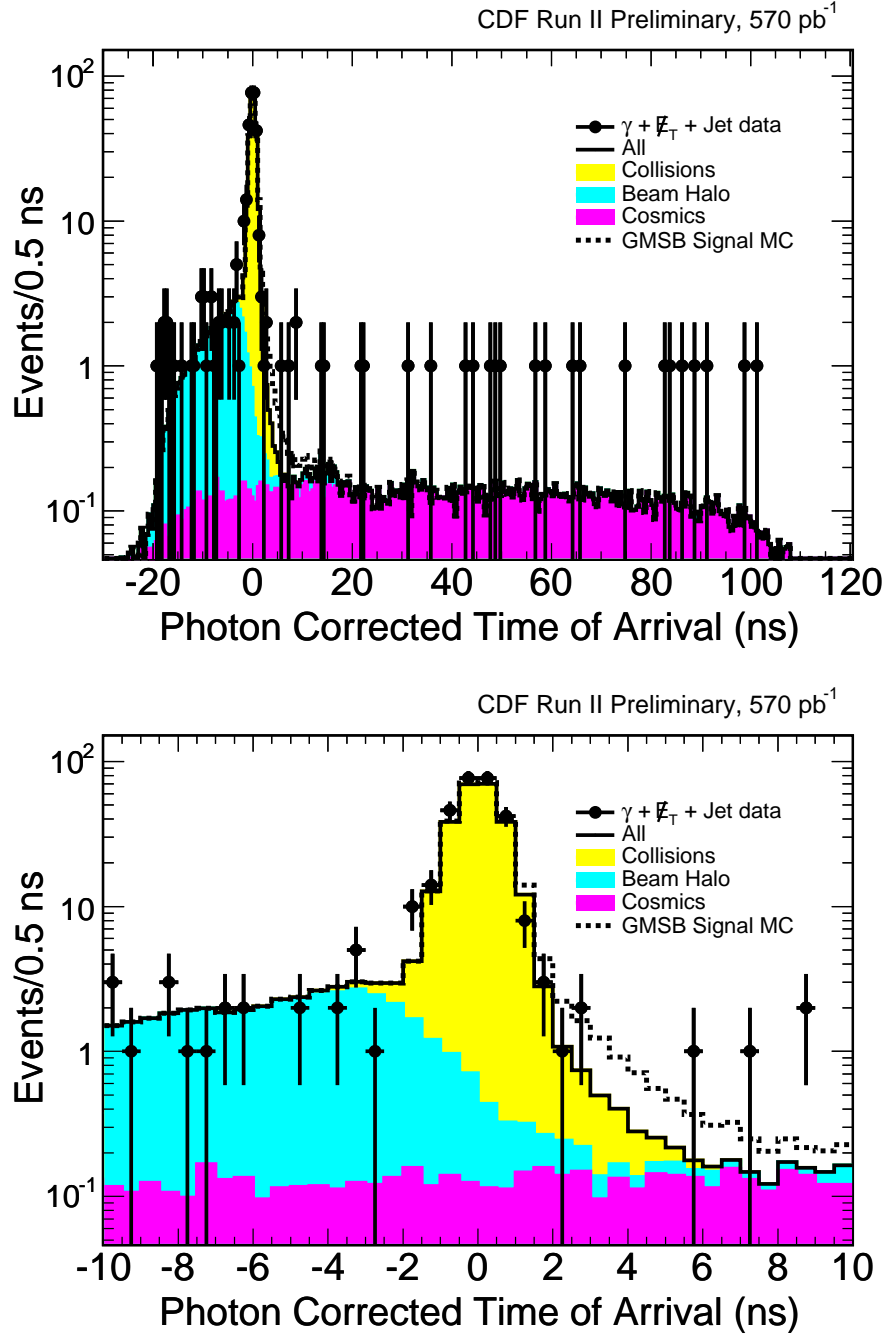 CDF Run II Preliminary, 570 pb⁻¹
Events/0.5 ns
10²
10
1
10⁻¹
γ + E̸_T + Jet data
All
Collisions
Beam Halo
Cosmics
GMSB Signal MC
-20 0 20 40 60 80 100 120
Photon Corrected Time of Arrival (ns)
CDF Run II Preliminary, 570 pb⁻¹
Events/0.5 ns
10²
10
1
10⁻¹
γ + E̸_T + Jet data
All
Collisions
Beam Halo
Cosmics
GMSB Signal MC
-10 -8 -6 -4 -2 0 2 4 6 8 10
Photon Corrected Time of Arrival (ns)